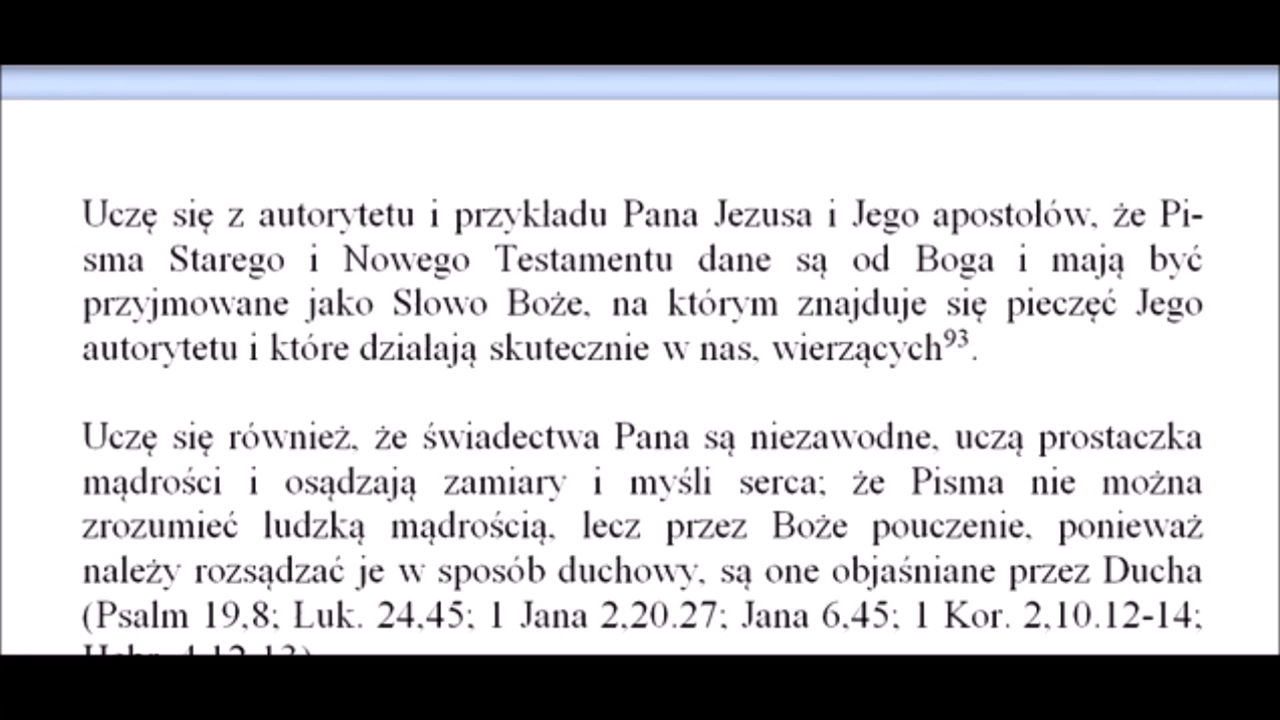 Uczę się z autorytetu i przykładu Pana Jezusa i Jego apostołów, że Pi-
sma Starego i Nowego Testamentu dane są od Boga i mają być
przyjmowane jako Słowo Boże, na którym znajduje się pieczęć Jego
autorytetu i które działają skutecznie w nas, wierzących⁹³.
Uczę się również, że świadectwa Pana są niezawodne, uczą prostaczka
mądrości i osądzają zamiary i myśli serca; że Pisma nie można
zrozumieć ludzką mądrością, lecz przez Boże pouczenie, ponieważ
należy rozsądzać je w sposób duchowy, są one objaśniane przez Ducha
(Psalm 19,8; Luk. 24,45; 1 Jana 2,20.27; Jana 6,45; 1 Kor. 2,10.12-14;
Hebr. 4,12-13)